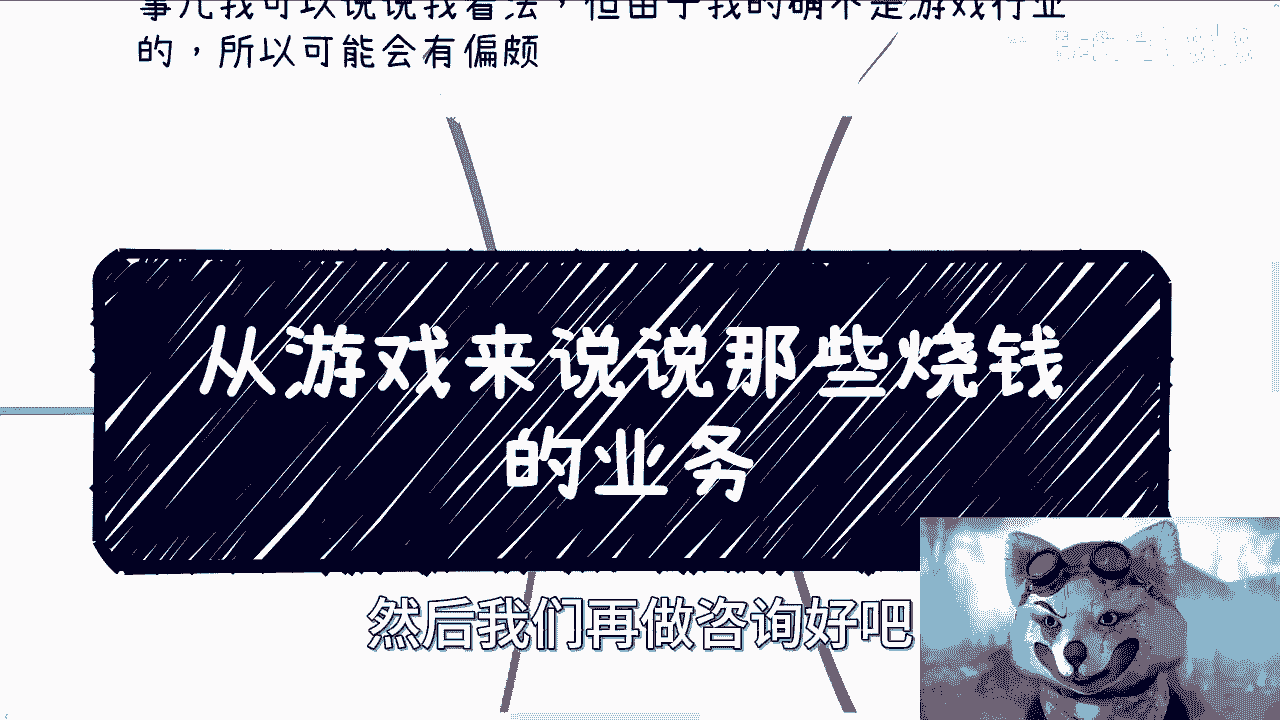 事儿我可以说说我看法，但由于我的确不是游戏行业
的，所以可能会有偏颇
从游戏来说说那些烧钱
的业务
然后我们再做咨询好吧